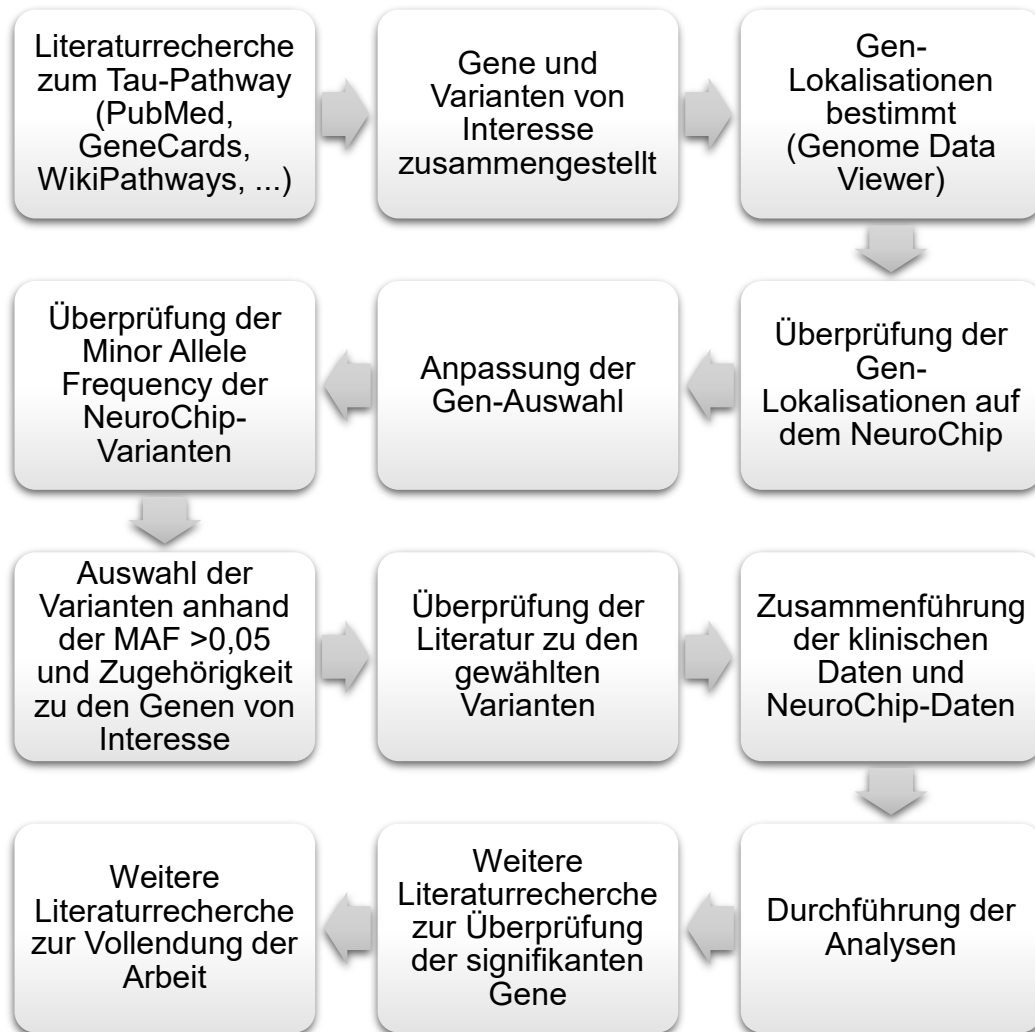 Literaturrecherche
zum Tau-Pathway
(PubMed,
GeneCards,
WikiPathways, ...)
Gene und
Varianten von
Interesse
zusammengestellt
Gen-
Lokalisationen
bestimmt
(Genome Data
Viewer)
Überprüfung der
Gen-
Lokalisationen auf
dem NeuroChip
Anpassung der
Gen-Auswahl
Überprüfung der
Minor Allele
Frequency der
NeuroChip-
Varianten
Auswahl der
Varianten anhand
der MAF >0,05
und Zugehörigkeit
zu den Genen von
Interesse
Überprüfung der
Literatur zu den
gewählten
Varianten
Zusammenführung
der klinischen
Daten und
NeuroChip-Daten
Durchführung der
Analysen
Weitere
Literaturrecherche
zur Überprüfung
der signifikanten
Gene
Weitere
Literaturrecherche
zur Vollendung der
Arbeit